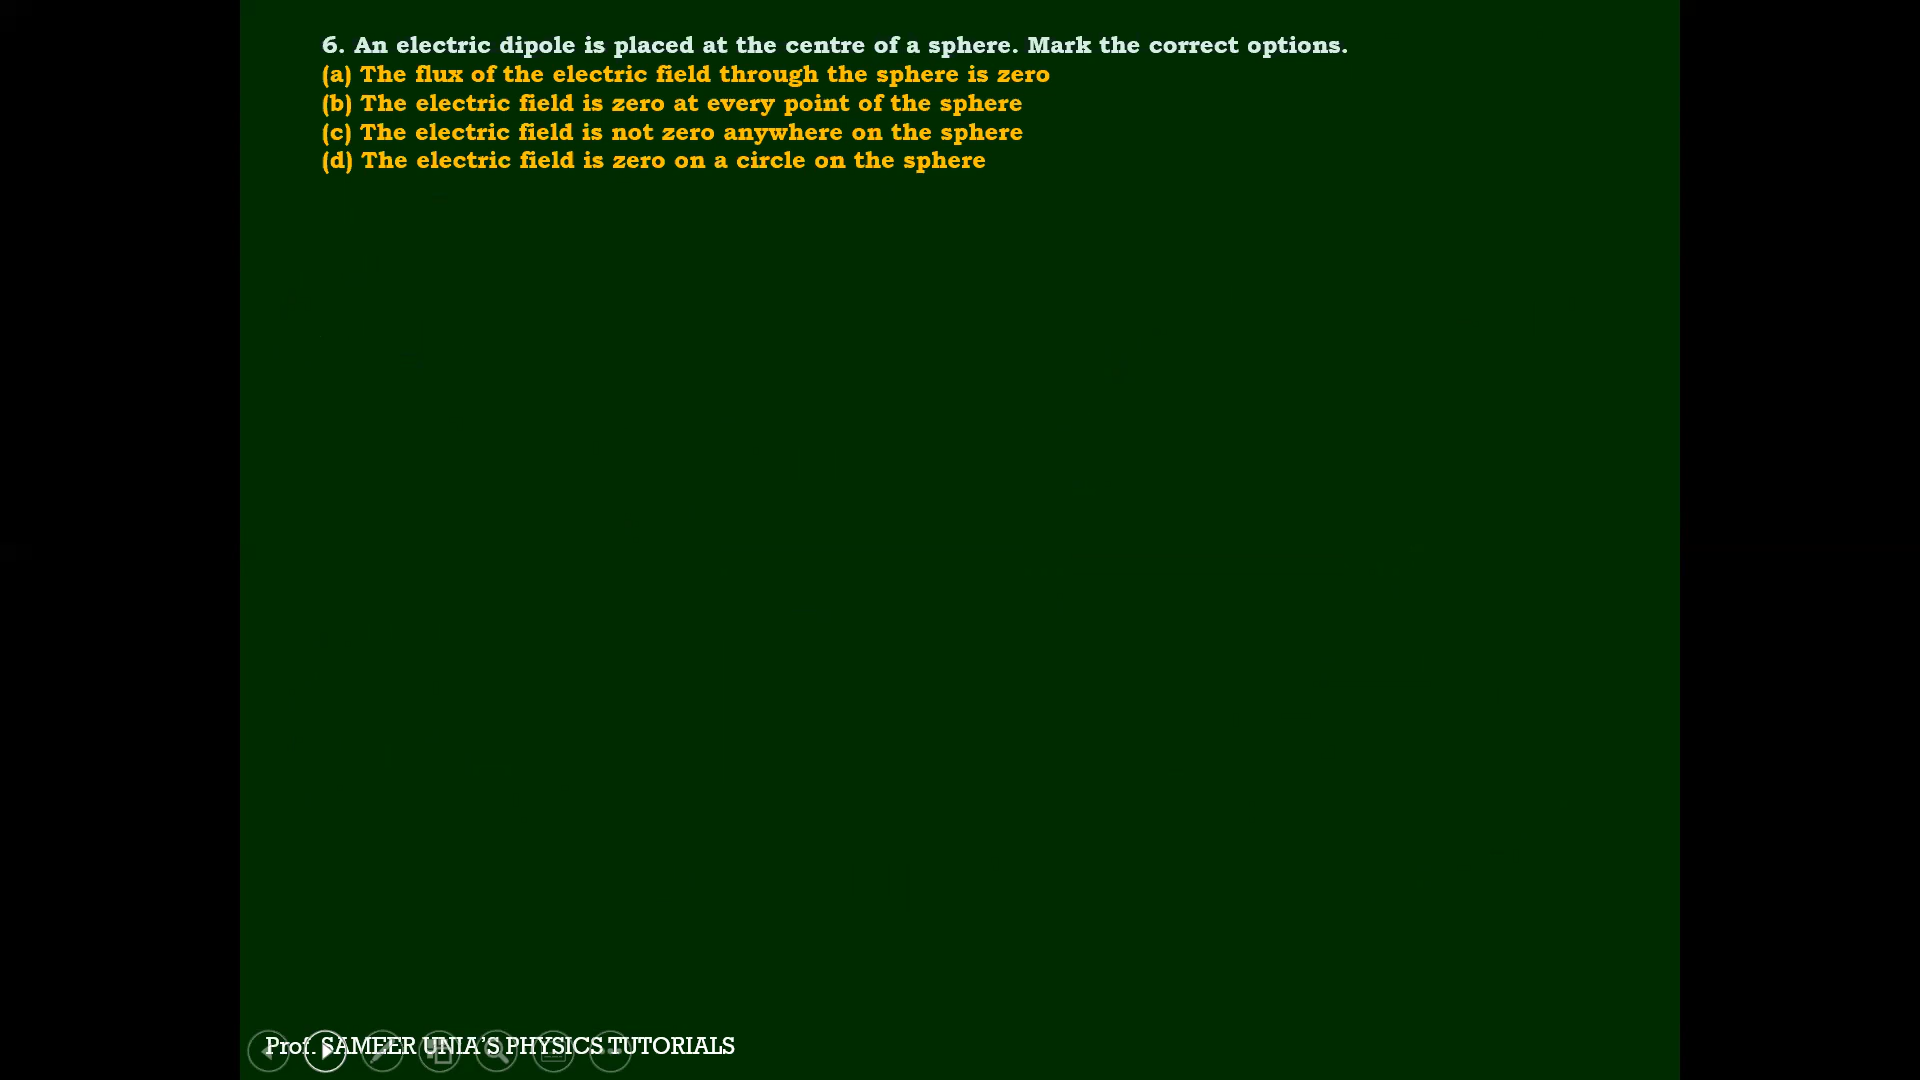 6. An electric dipole is placed at the centre of a sphere. Mark the correct options.
(a) The flux of the electric field through the sphere is zero
(b) The electric field is zero at every point of the sphere
(c) The electric field is not zero anywhere on the sphere
(d) The electric field is zero on a circle on the sphere
Prof. SAMEER UNIA'S PHYSICS TUTORIALS